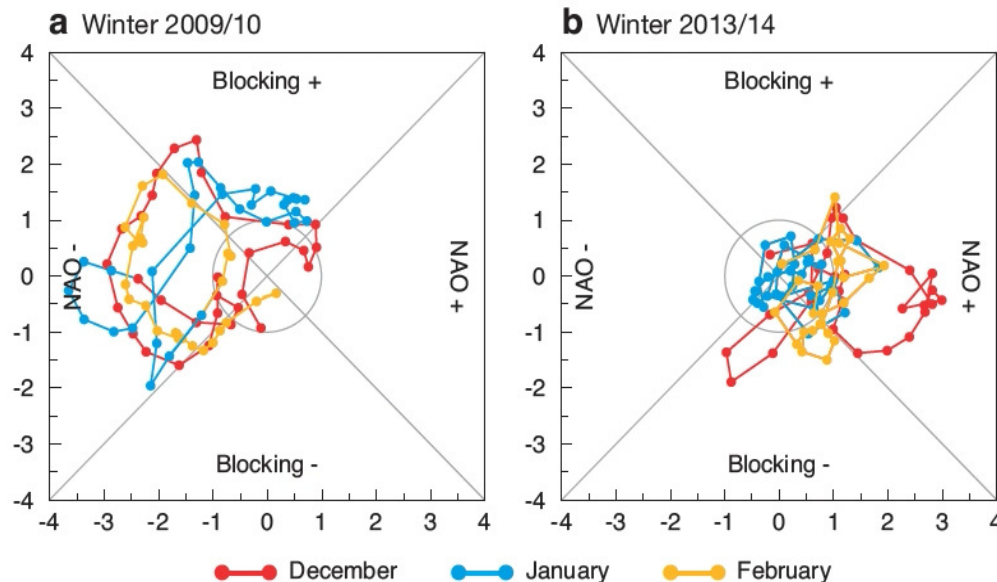 a Winter 2009/10
b Winter 2013/14
4
3
2
1
0
-1
-2
-3
-4
Blocking +
NAO -
NAO +
Blocking -
-4 -3 -2 -1 0 1 2 3 4
4
3
2
1
0
-1
-2
-3
-4
Blocking +
NAO -
NAO +
Blocking -
-4 -3 -2 -1 0 1 2 3 4
December January February